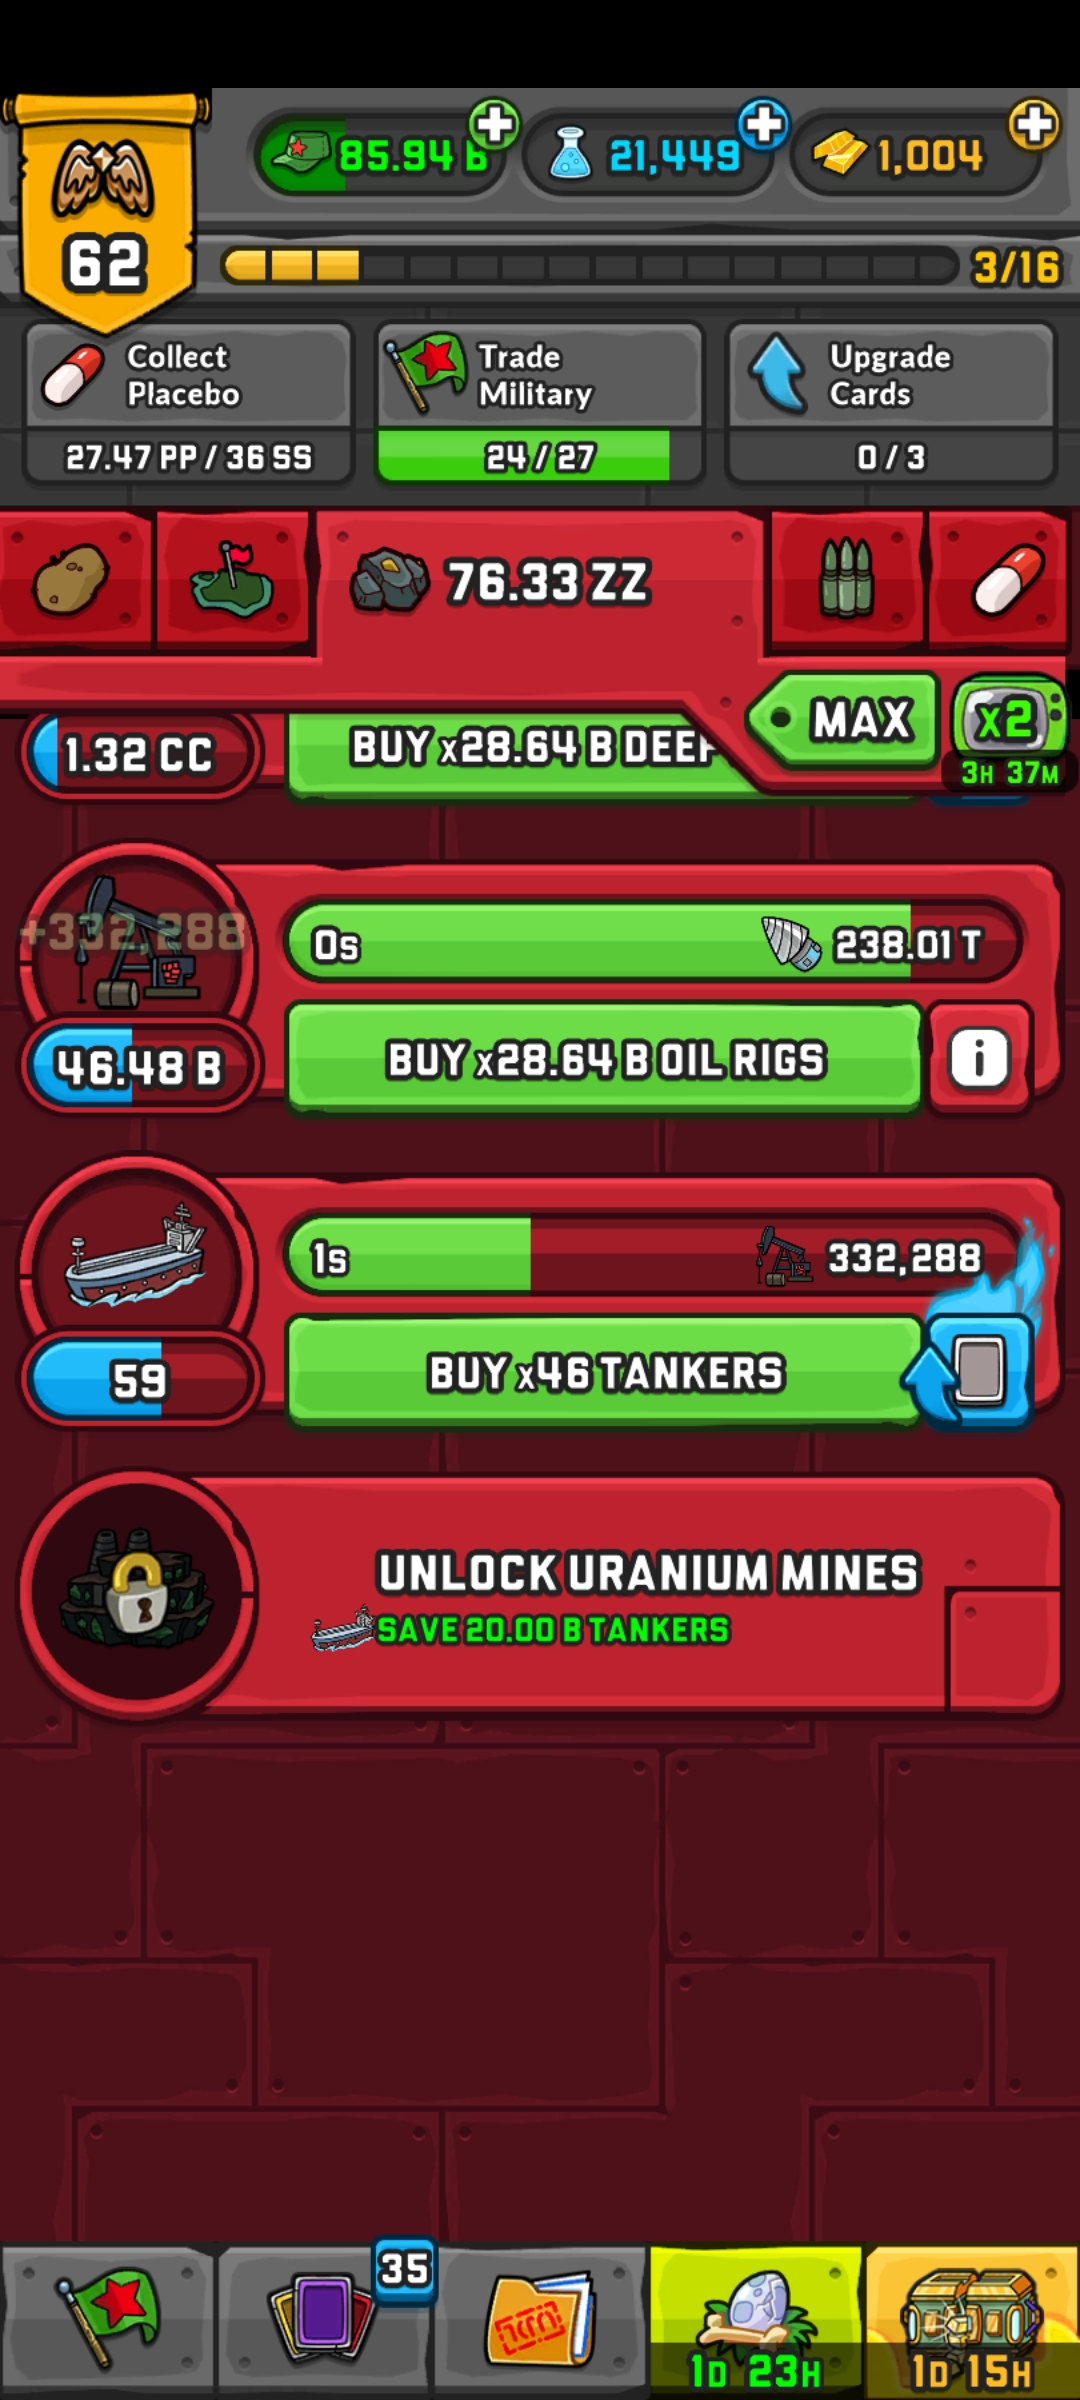 85.94 B
21,449
1,004
62
3/16
Collect
Placebo
27.47 PP / 36 SS
Trade
Military
24 / 27
Upgrade
Cards
0 / 3
76.33 ZZ
MAX
x2
3H 37M
1.32 CC
BUY x28.64 B DEEP
+332,288
0s
238.01 T
46.48 B
BUY x28.64 B OIL RIGS
i
1s
332,288
59
BUY x46 TANKERS
UNLOCK URANIUM MINES
SAVE 20.00 B TANKERS
35
1D 23H
1D 15H